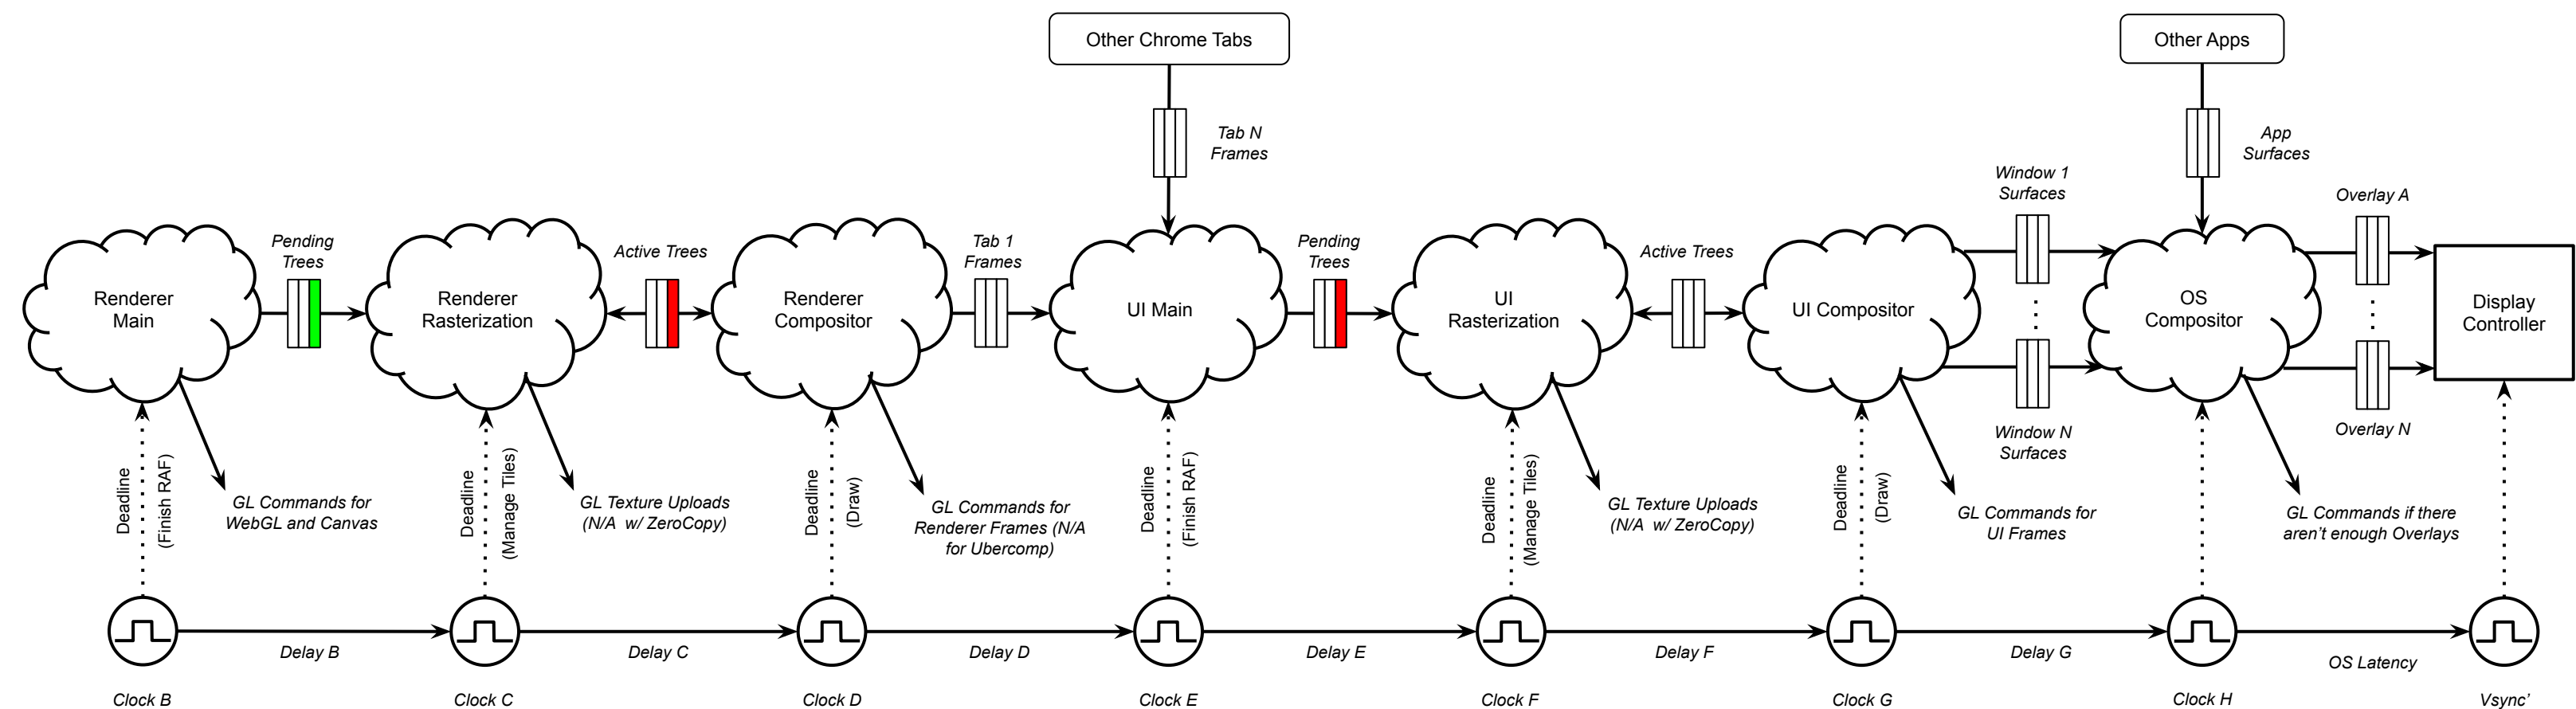 Other Chrome Tabs
Other Apps
Tab N
Frames
App
Surfaces
Window 1
Surfaces
Overlay A
Pending
Trees
Active Trees
Tab 1
Frames
Pending
Trees
Active Trees
Renderer
Main
Renderer
Rasterization
Renderer
Compositor
UI Main
UI
Rasterization
UI Compositor
OS
Compositor
Display
Controller
Window N
Surfaces
Overlay N
Deadline
(Finish RAF)
GL Commands for
WebGL and Canvas
Deadline
(Manage Tiles)
GL Texture Uploads
(N/A w/ ZeroCopy)
Deadline
(Draw)
GL Commands for
Renderer Frames (N/A
for Ubercomp)
Deadline
(Finish RAF)
Deadline
(Manage Tiles)
GL Texture Uploads
(N/A w/ ZeroCopy)
Deadline
(Draw)
GL Commands for
UI Frames
GL Commands if there
aren't enough Overlays
Delay B
Delay C
Delay D
Delay E
Delay F
Delay G
OS Latency
Clock B
Clock C
Clock D
Clock E
Clock F
Clock G
Clock H
Vsync’